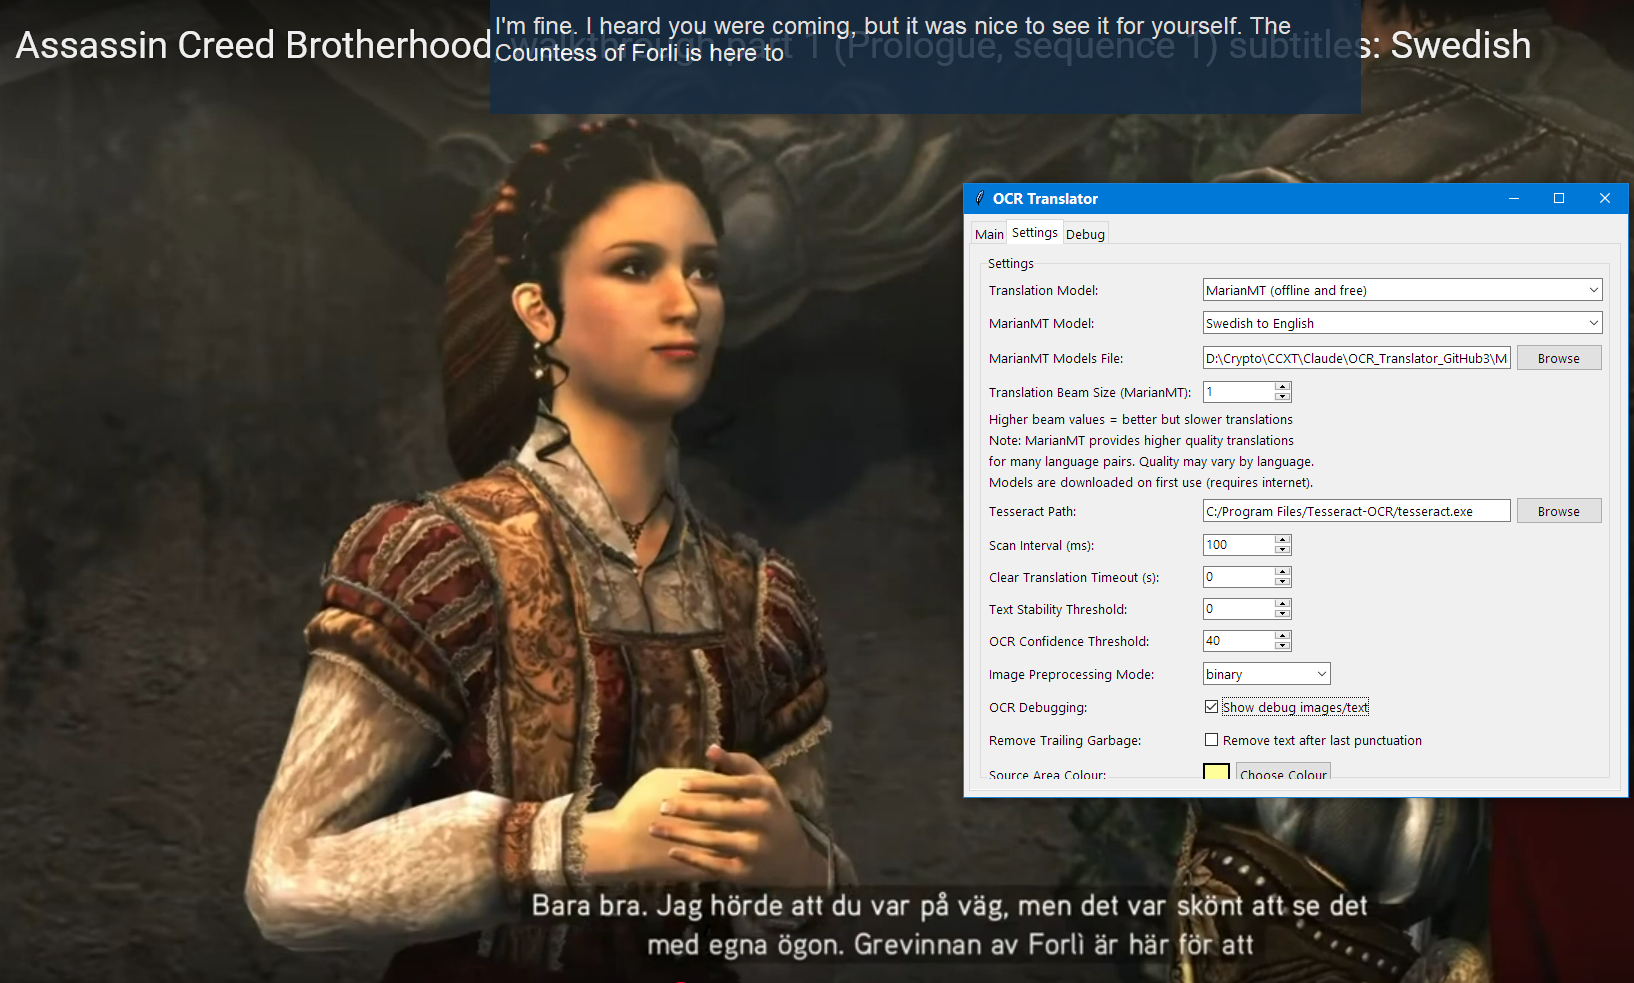 I'm fine. I heard you were coming, but it was nice to see it for yourself. The
Countess of Forli is here to
Assassin Creed Brotherhood, walkthrough part 1 (Prologue, sequence 1) subtitles: Swedish
OCR Translator
Main Settings Debug
Settings
Translation Model: MarianMT (offline and free)
MarianMT Model: Swedish to English
MarianMT Models File: D:\Crypto\CCXT\Claude\OCR_Translator_GitHub3\M Browse
Translation Beam Size (MarianMT): 1
Higher beam values = better but slower translations
Note: MarianMT provides higher quality translations
for many language pairs. Quality may vary by language.
Models are downloaded on first use (requires internet).
Tesseract Path: C:/Program Files/Tesseract-OCR/tesseract.exe Browse
Scan Interval (ms): 100
Clear Translation Timeout (s): 0
Text Stability Threshold: 0
OCR Confidence Threshold: 40
Image Preprocessing Mode: binary
OCR Debugging: Show debug images/text
Remove Trailing Garbage: Remove text after last punctuation
Source Area Colour: Choose Colour
Bara bra. Jag hörde att du var på väg, men det var skönt att se det
med egna ögon. Grevinnan av Forlì är här för att